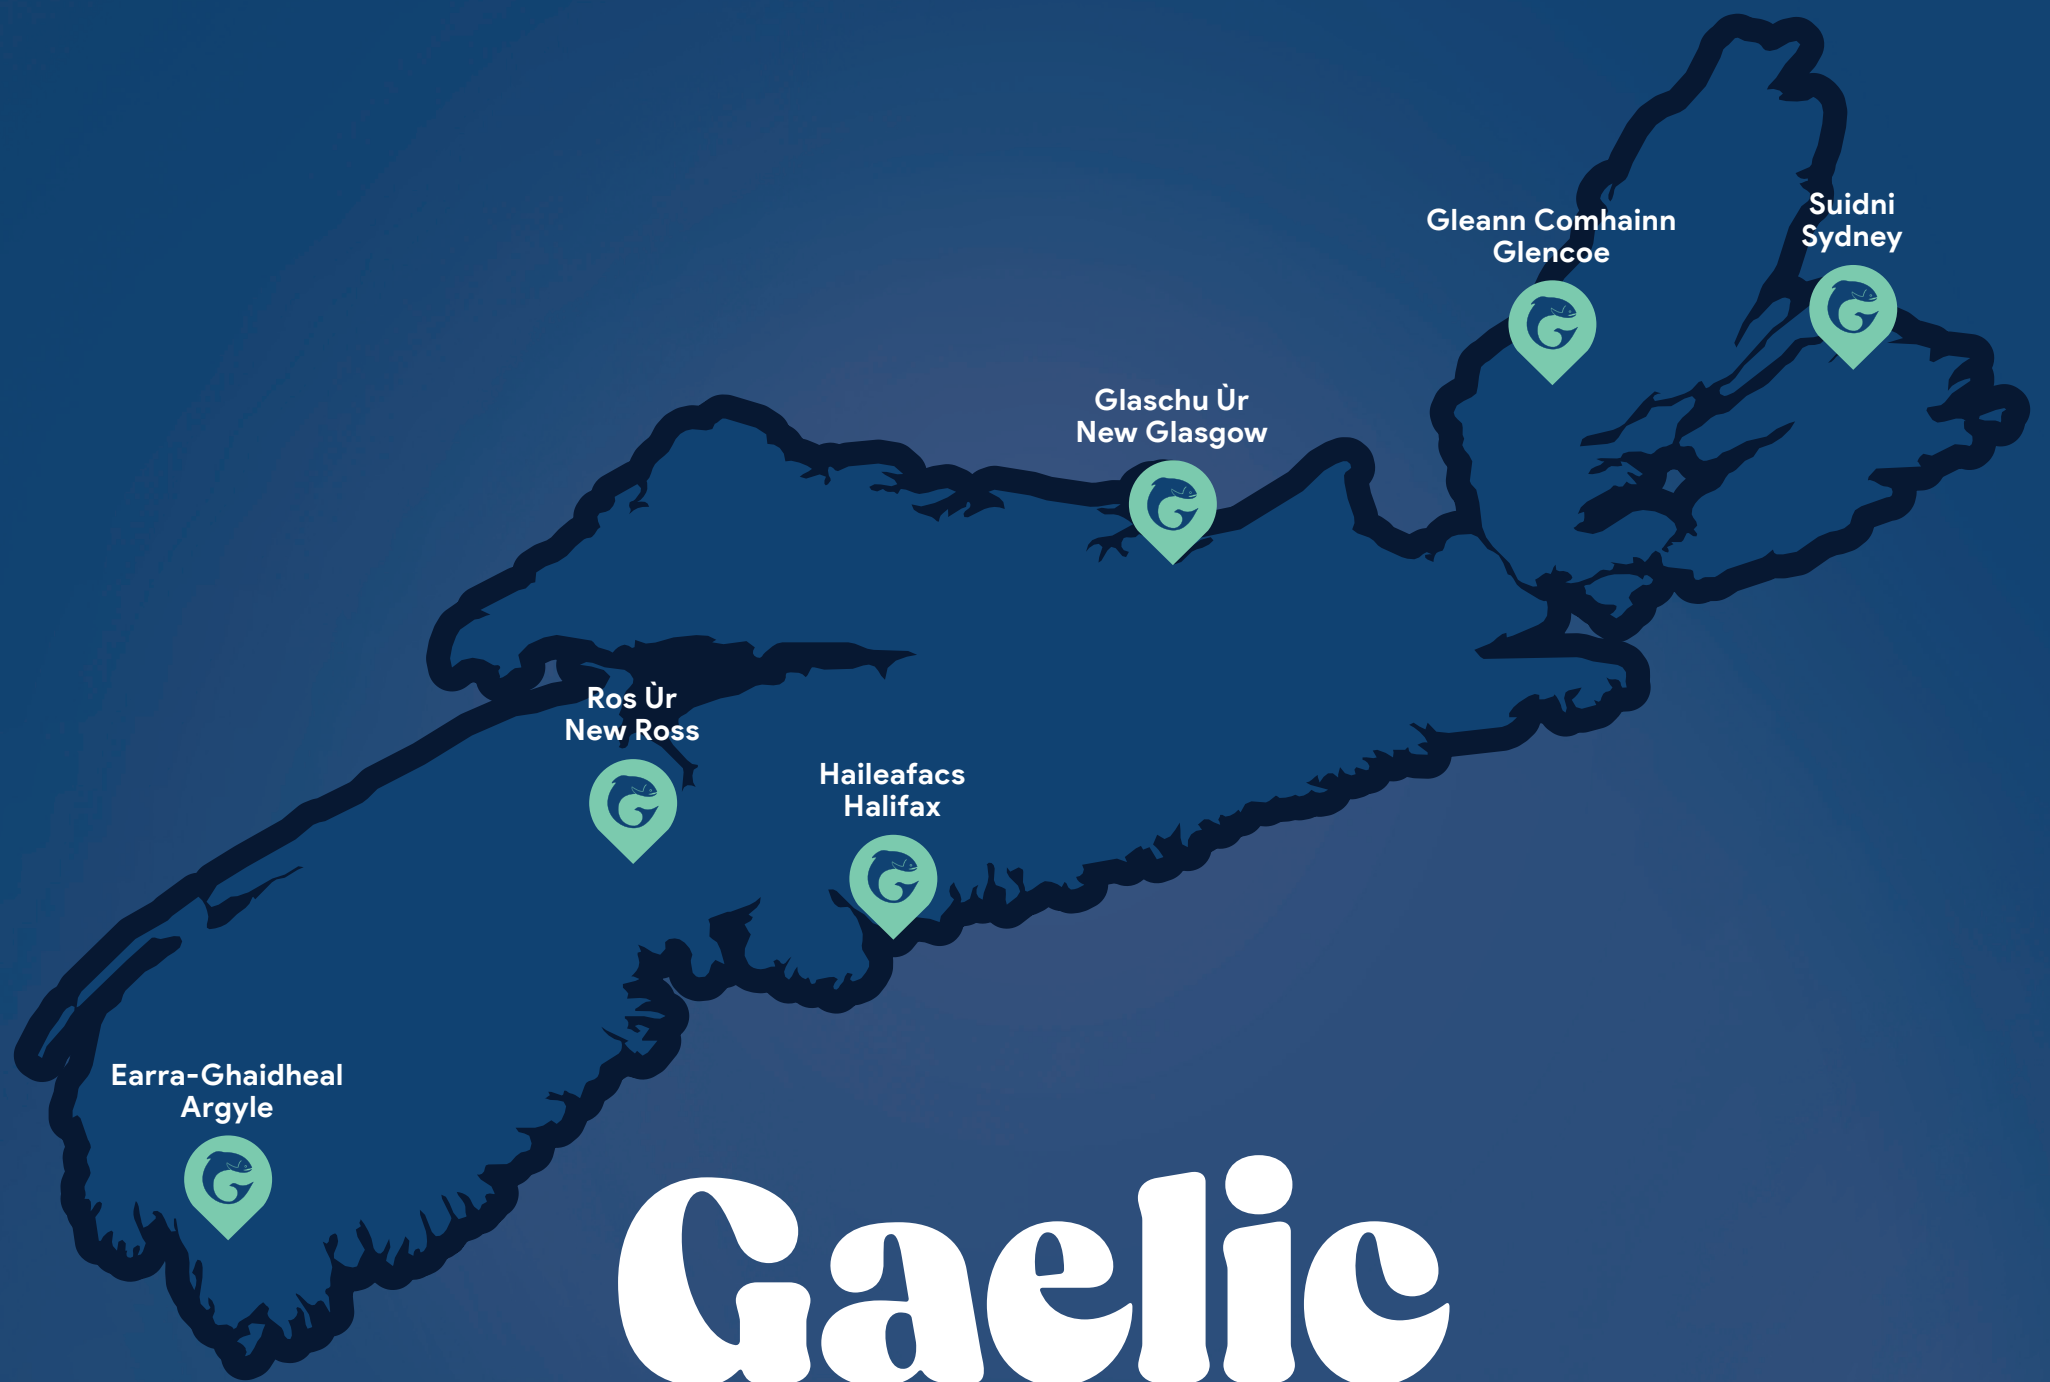 Suidni
Sydney
Gleann Comhainn
Glencoe
Glaschu Ùr
New Glasgow
Ros Ùr
New Ross
Haileafacs
Halifax
Earra-Ghaidheal
Argyle
Gaelic